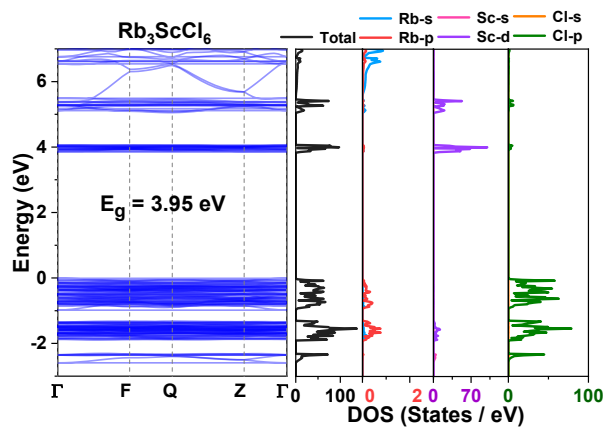 Rb₃ScCl₆
Rb-s Sc-s Cl-s
Total Rb-p Sc-d Cl-p
Energy (eV)
6
4
2
0
-2
E_g = 3.95 eV
Γ F Q Z Γ
0 100 0 2 0 70 0 100
DOS (States / eV)